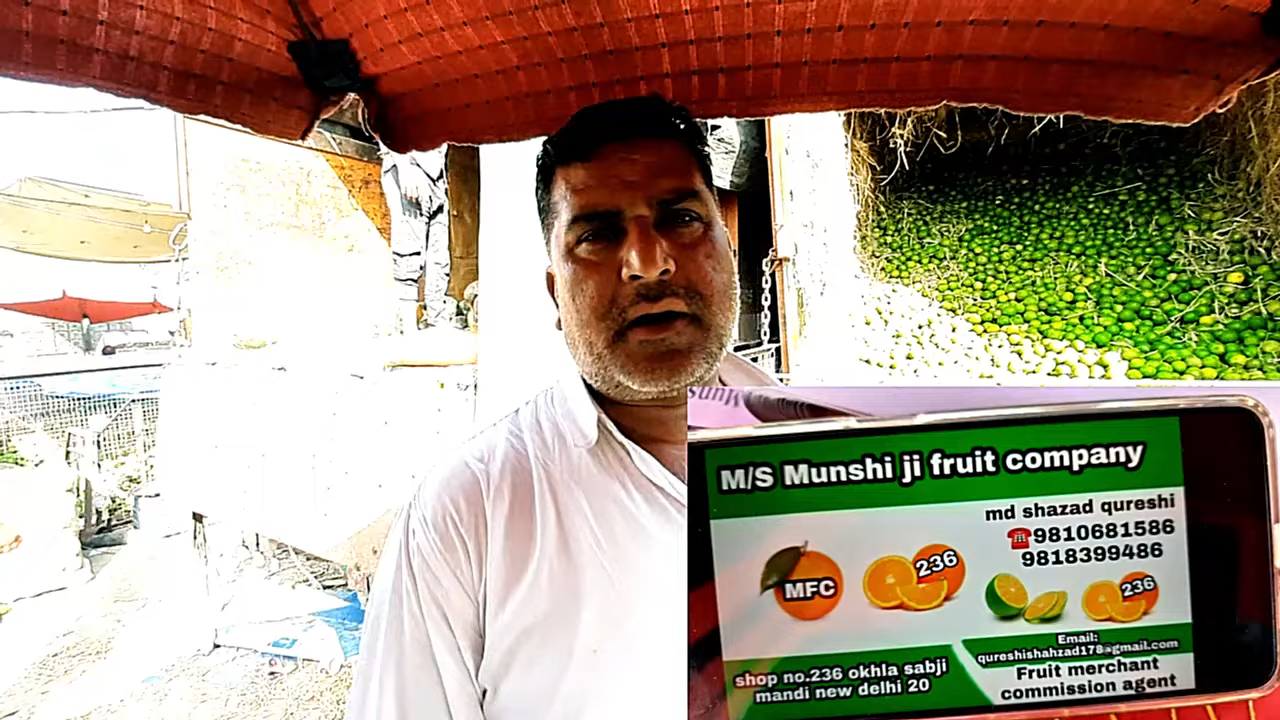 Muns
M/S Munshi ji fruit company
md shazad qureshi
☎9810681586
9818399486
MFC
236
236
Email:
qureshishahzad178@gmail.com
shop no.236 okhla sabji
mandi new delhi 20
Fruit merchant
commission agent